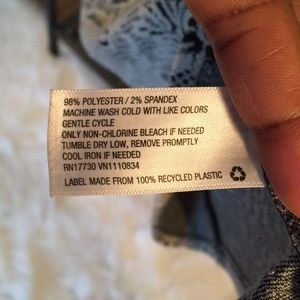 98% POLYESTER / 2% SPANDEX
MACHINE WASH COLD WITH LIKE COLORS
GENTLE CYCLE
ONLY NON-CHLORINE BLEACH IF NEEDED
TUMBLE DRY LOW, REMOVE PROMPTLY
COOL IRON IF NEEDED
RN17730 VN1110834
LABEL MADE FROM 100% RECYCLED PLASTIC